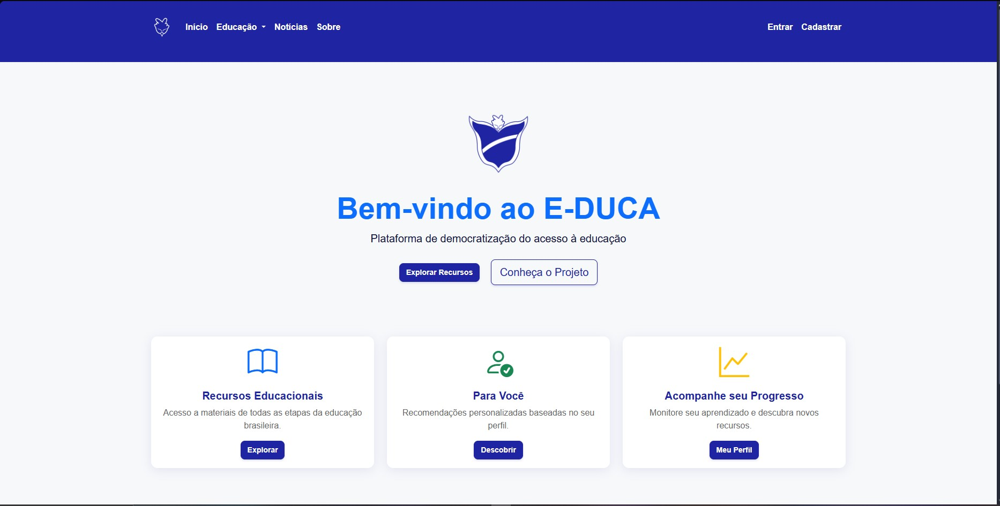 Início Educação Notícias Sobre Entrar Cadastrar
Bem-vindo ao E-DUCA
Plataforma de democratização do acesso à educação
Explorar Recursos Conheça o Projeto
Recursos Educacionais
Acesso a materiais de todas as etapas da educação
brasileira.
Explorar
Para Você
Recomendações personalizadas baseadas no seu
perfil.
Descobrir
Acompanhe seu Progresso
Monitore seu aprendizado e descubra novos
recursos.
Meu Perfil